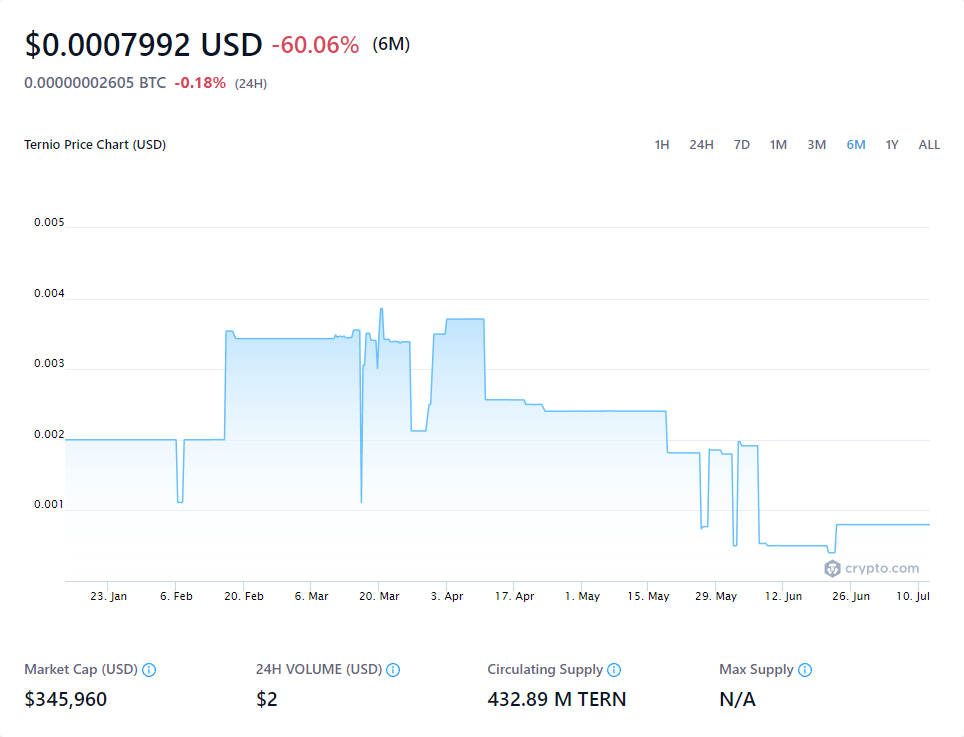 $0.0007992 USD -60.06% (6M)
0.00000002605 BTC -0.18% (24H)
Ternio Price Chart (USD) 1H 24H 7D 1M 3M 6M 1Y ALL
0.005
0.004
0.003
0.002
0.001
crypto.com
23. Jan 6. Feb 20. Feb 6. Mar 20. Mar 3. Apr 17. Apr 1. May 15. May 29. May 12. Jun 26. Jun 10. Jul
Market Cap (USD) 24H VOLUME (USD) Circulating Supply Max Supply
$345,960 $2 432.89 M TERN N/A